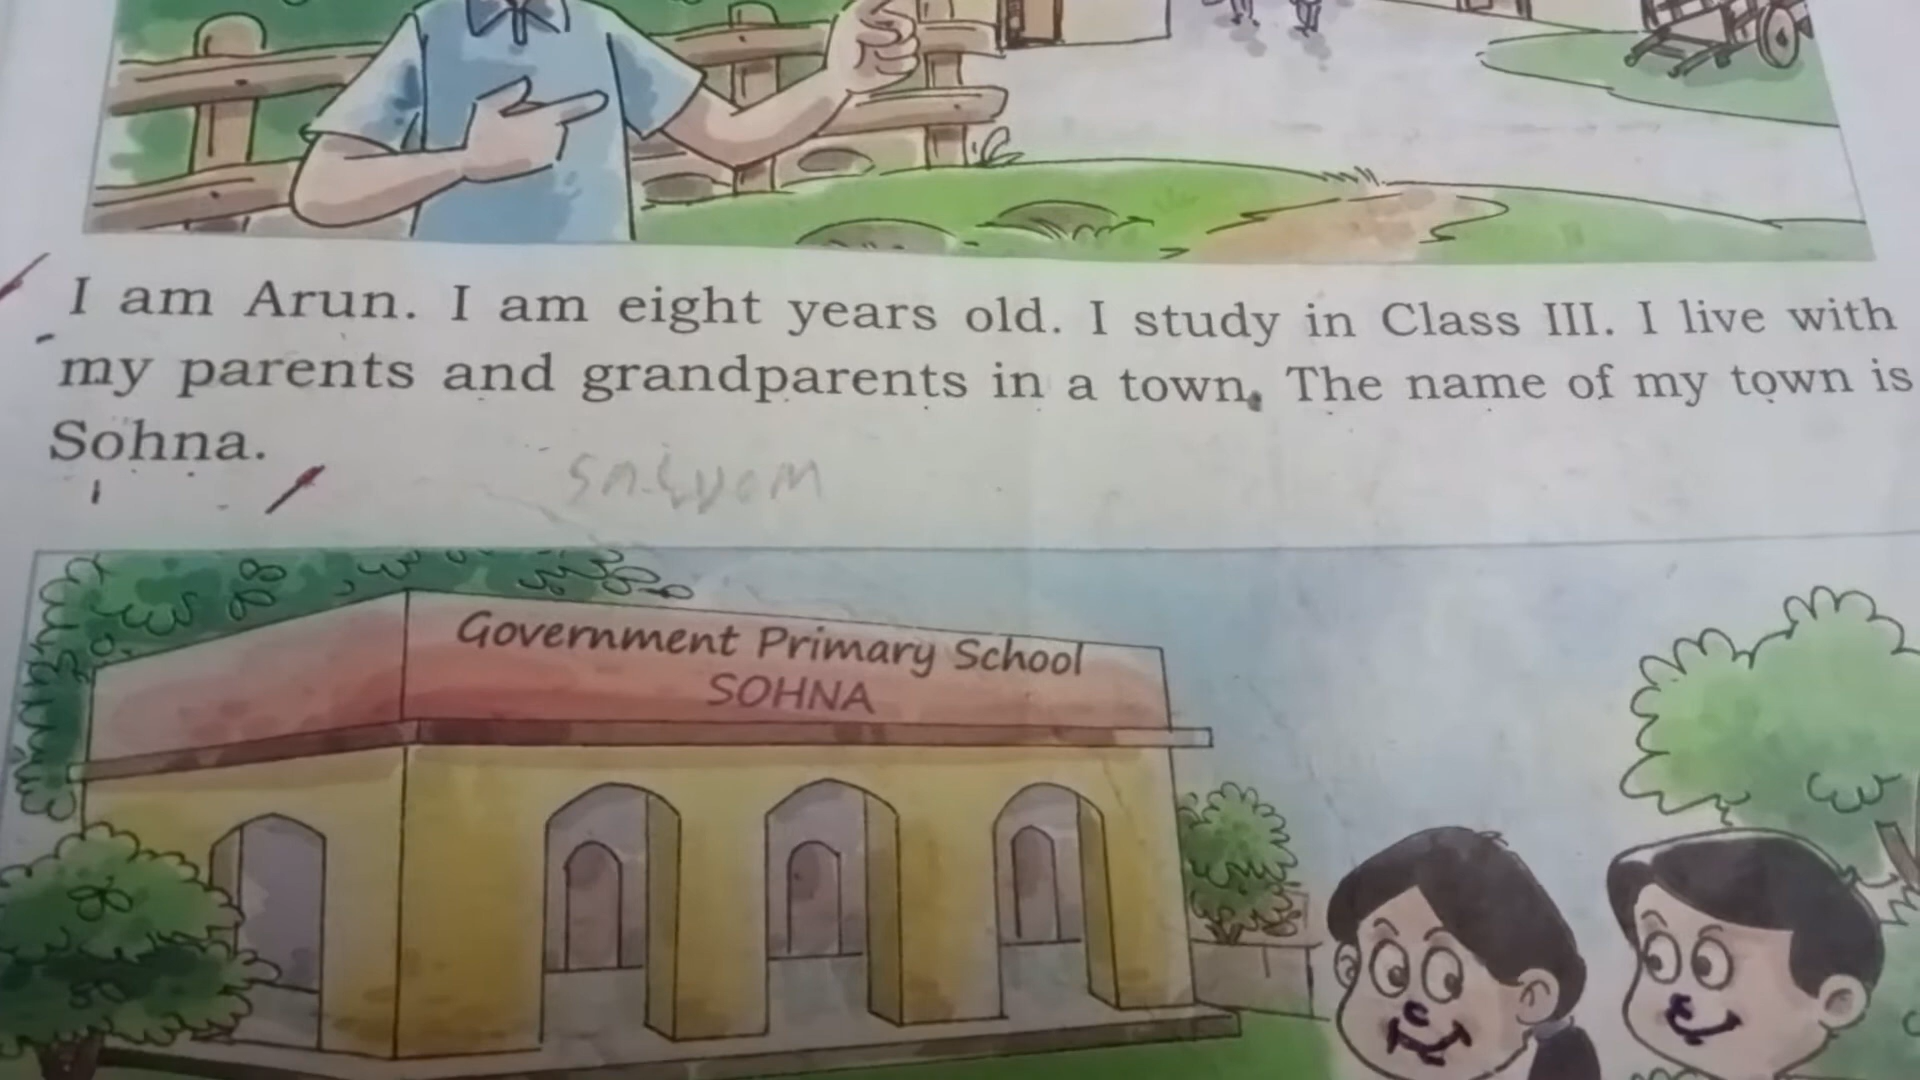 I am Arun. I am eight years old. I study in Class III. I live with
my parents and grandparents in a town. The name of my town is
Sohna.
Government Primary School
SOHNA